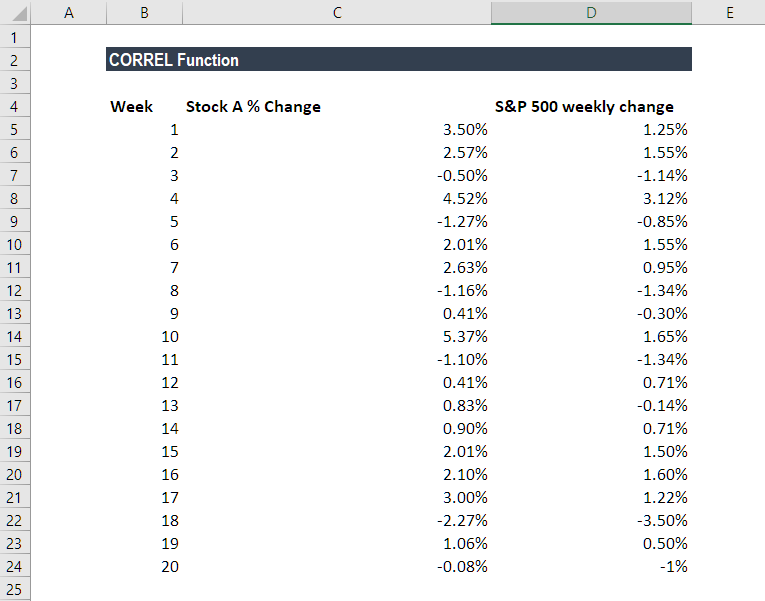 A B C D E
1
2 CORREL Function
3
4 Week Stock A % Change S&P 500 weekly change
5 1 3.50% 1.25%
6 2 2.57% 1.55%
7 3 -0.50% -1.14%
8 4 4.52% 3.12%
9 5 -1.27% -0.85%
10 6 2.01% 1.55%
11 7 2.63% 0.95%
12 8 -1.16% -1.34%
13 9 0.41% -0.30%
14 10 5.37% 1.65%
15 11 -1.10% -1.34%
16 12 0.41% 0.71%
17 13 0.83% -0.14%
18 14 0.90% 0.71%
19 15 2.01% 1.50%
20 16 2.10% 1.60%
21 17 3.00% 1.22%
22 18 -2.27% -3.50%
23 19 1.06% 0.50%
24 20 -0.08% -1%
25